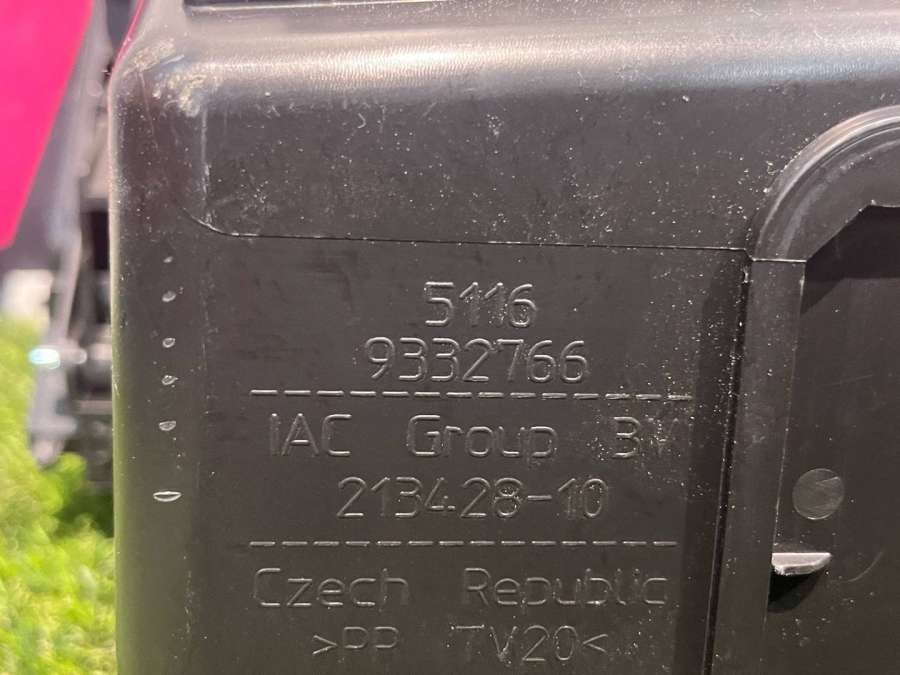 5116
9332766
IAC Group BV
213428-10
Czech Republic
>PP TV20<